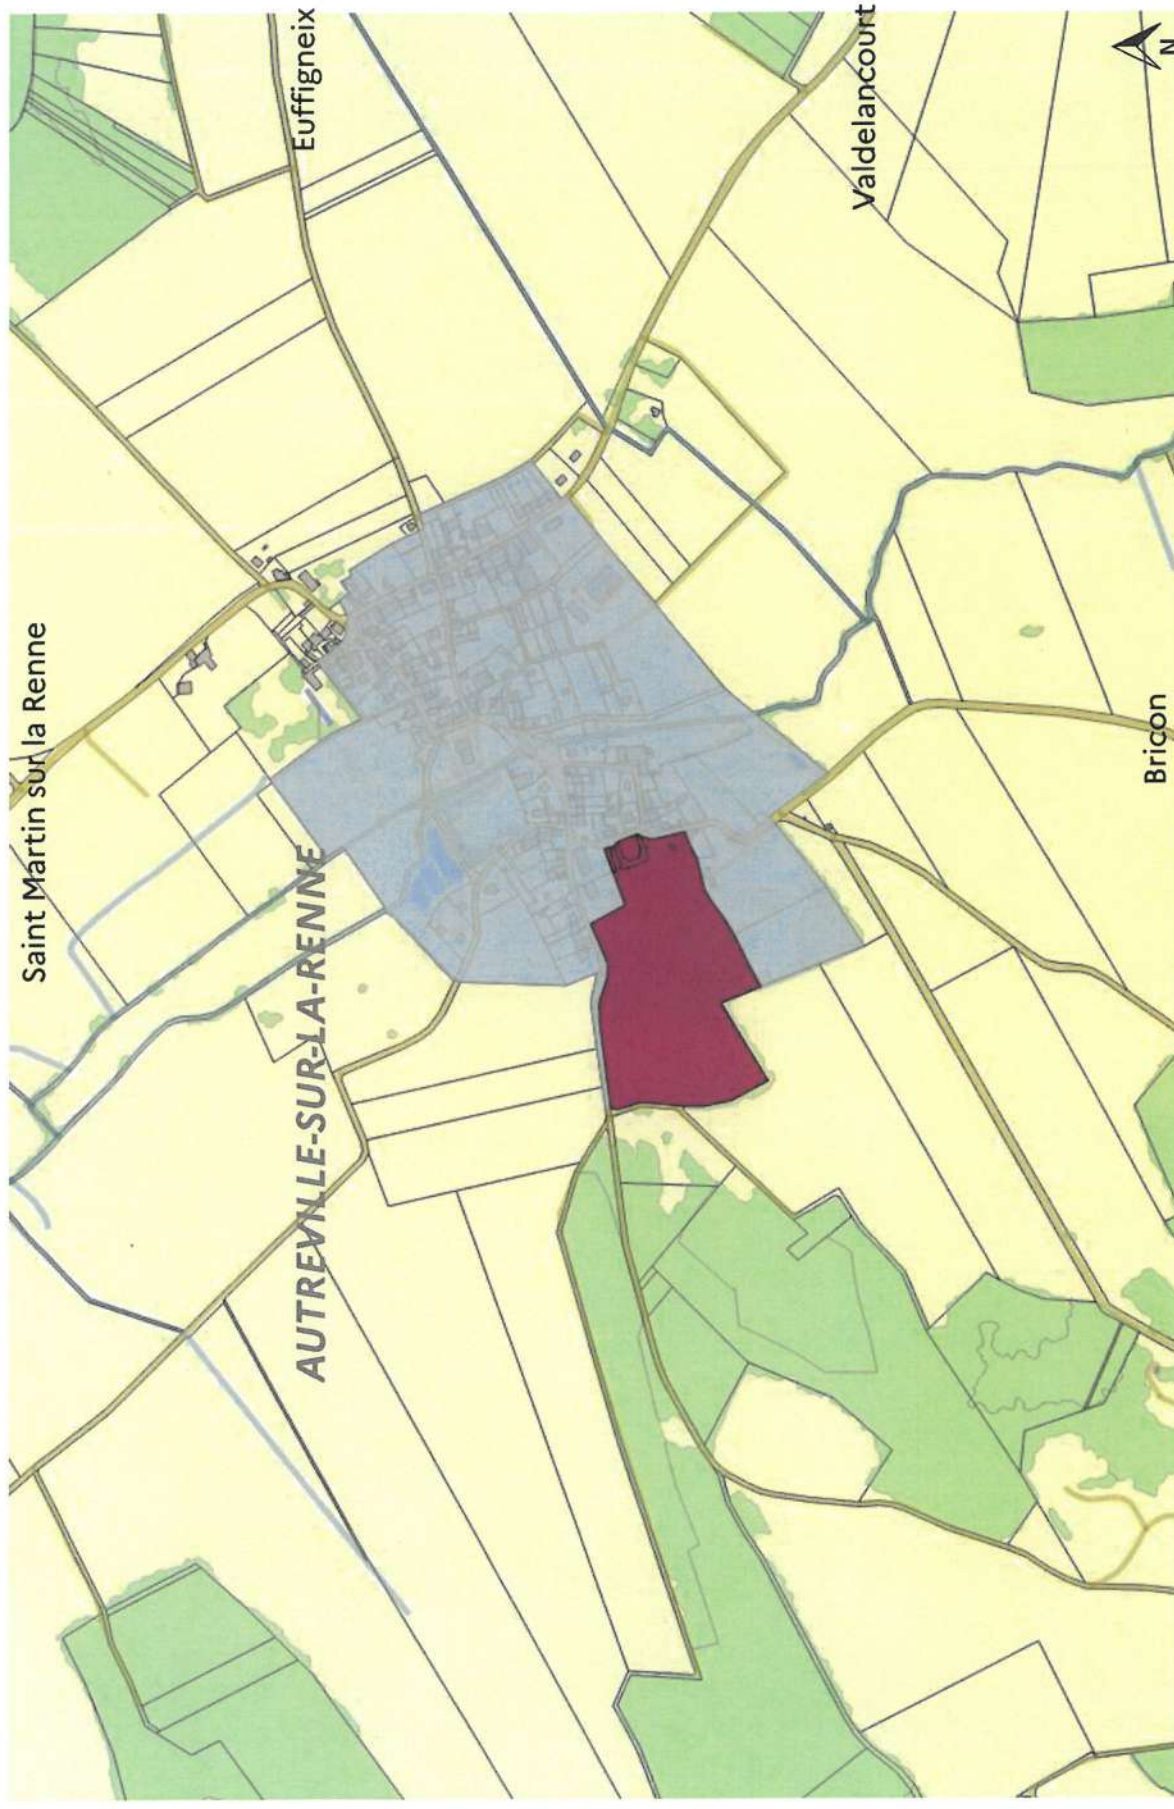 Saint Martin sur la Renne
Euffigneix
AUTREVILLE-SUR-LA-RENNE
Valdelancourt
Bricon
N